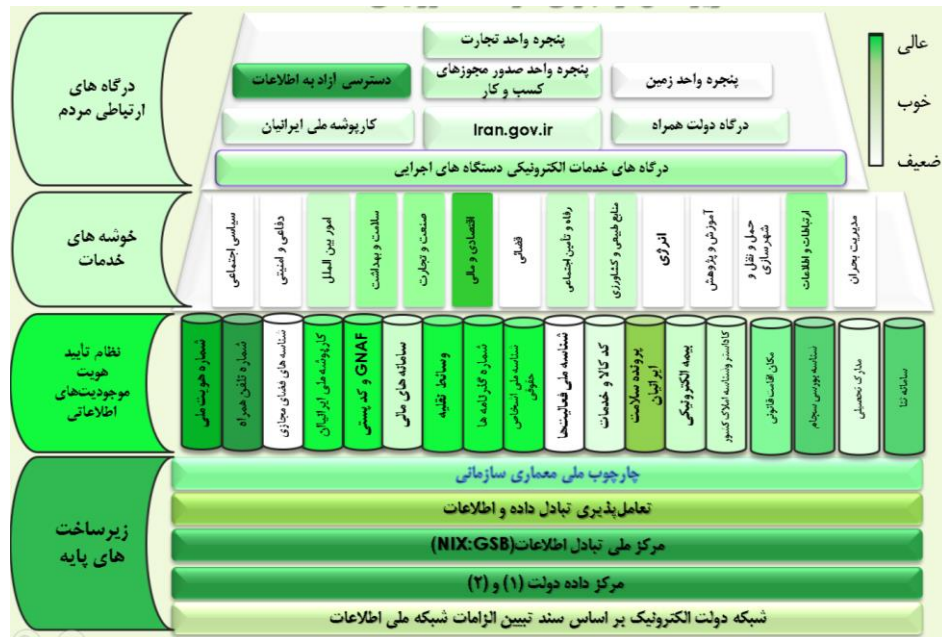 عالی
خوب
ضعیف
درگاه های
ارتباطی مردم
پنجره واحد تجارت
دسترسی آزاد به اطلاعات
پنجره واحد صدور مجوزهای
کسب و کار
پنجره واحد زمین
کارپوشه ملی ایرانیان
Iran.gov.ir
درگاه دولت همراه
درگاه های خدمات الکترونیکی دستگاه های اجرایی
خوشه های
خدمات
سیاسی اجتماعی
دفاعی و امنیتی
امور بین الملل
سلامت و بهداشت
صنعت و تجارت
اقتصادی و مالی
قضائی
رفاه و تأمین اجتماعی
منابع طبیعی و کشاورزی
انرژی
آموزش و پژوهش
حمل و نقل و
شهرسازی
ارتباطات و اطلاعات
مدیریت بحران
نظام تأیید
هویت
موجودیت‌های
اطلاعاتی
شماره هویت ملی
شماره تلفن همراه
شناسه های فضای مجازی
کارپوشه ملی ایرانیان
GNAF و کد پستی
سامانه های مالی
وسائط نقلیه
شماره گذرنامه ها
شناسه ملی اشخاص
حقوقی
شناسه ملی فعالیت‌ها
کد کالا و خدمات
پرونده سلامت
ایرانیان
بیمه الکترونیکی
کاداستر وشناسه املاک کشور
مکان اقامت قانونی
شناسه بورسی سجام
مدارک تحصیلی
سامانه ثنا
زیرساخت
های پایه
چارچوب ملی معماری سازمانی
تعامل‌پذیری تبادل داده و اطلاعات
مرکز ملی تبادل اطلاعات(NIX:GSB)
مرکز داده دولت (۱) و (۲)
شبکه دولت الکترونیک بر اساس سند تبیین الزامات شبکه ملی اطلاعات